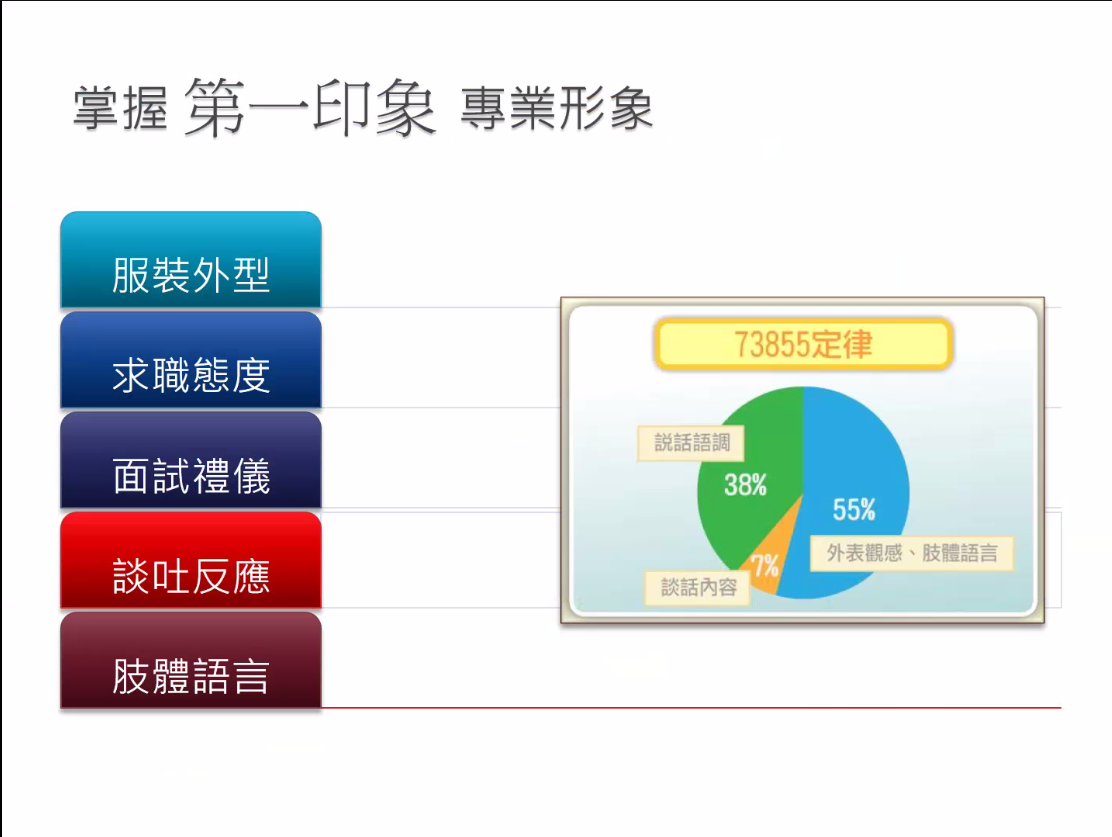 掌握 第一印象 專業形象
服裝外型
求職態度
面試禮儀
談吐反應
肢體語言
73855定律
說話語調
38%
55%
外表觀感、肢體語言
7%
談話內容